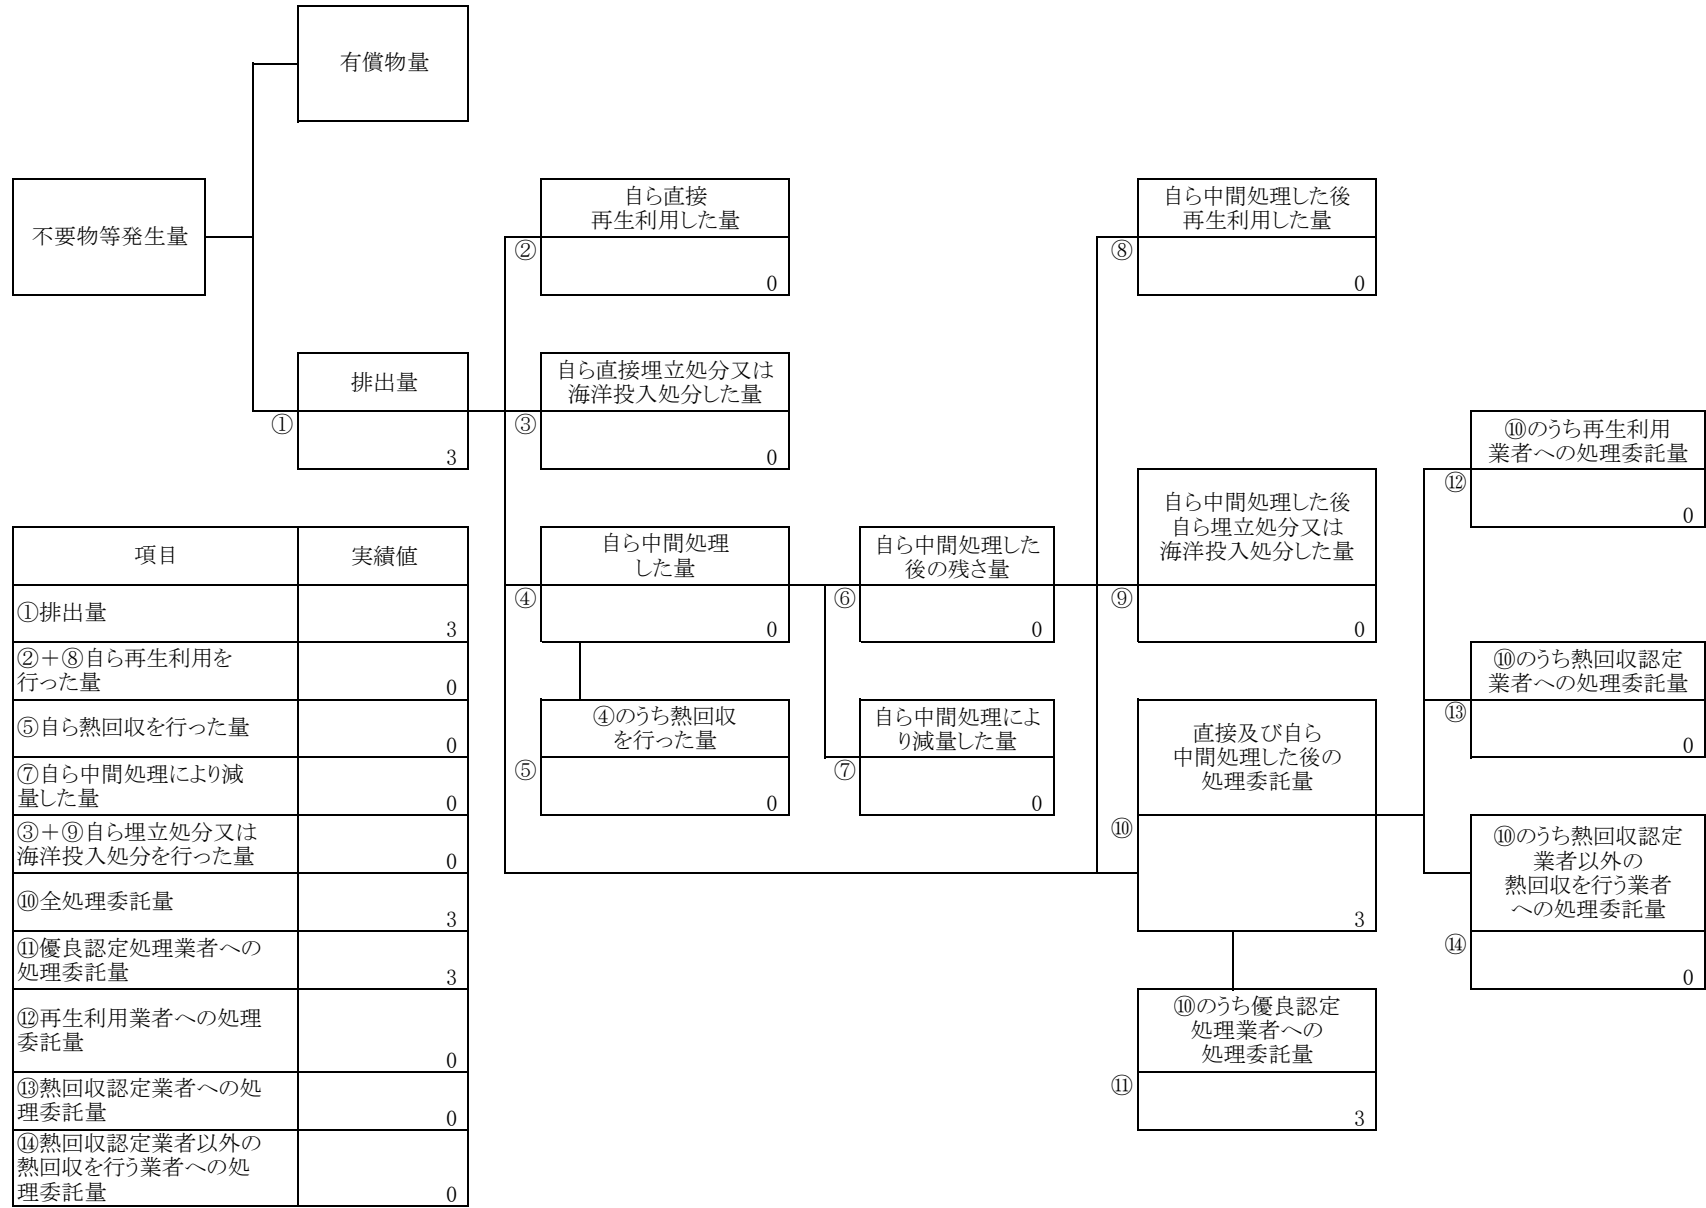 有償物量
不要物等発生量
排出量
①
3
自ら直接
再生利用した量
②
0
自ら直接埋立処分又は
海洋投入処分した量
③
0
自ら中間処理
した量
④
0
④のうち熱回収
を行った量
⑤
0
自ら中間処理した
後の残さ量
⑥
0
自ら中間処理によ
り減量した量
⑦
0
自ら中間処理した後
再生利用した量
⑧
0
自ら中間処理した後
自ら埋立処分又は
海洋投入処分した量
⑨
0
直接及び自ら
中間処理した後の
処理委託量
⑩
3
⑩のうち優良認定
処理業者への
処理委託量
⑪
3
⑩のうち再生利用
業者への処理委託量
⑫
0
⑩のうち熱回収認定
業者への処理委託量
⑬
0
⑩のうち熱回収認定
業者以外の
熱回収を行う業者
への処理委託量
⑭
0
項目 実績値
①排出量
3
②＋⑧自ら再生利用を
行った量
0
⑤自ら熱回収を行った量
0
⑦自ら中間処理により減
量した量
0
③＋⑨自ら埋立処分又は
海洋投入処分を行った量
0
⑩全処理委託量
3
⑪優良認定処理業者への
処理委託量
3
⑫再生利用業者への処理
委託量
0
⑬熱回収認定業者への処
理委託量
0
⑭熱回収認定業者以外の
熱回収を行う業者への処
理委託量
0